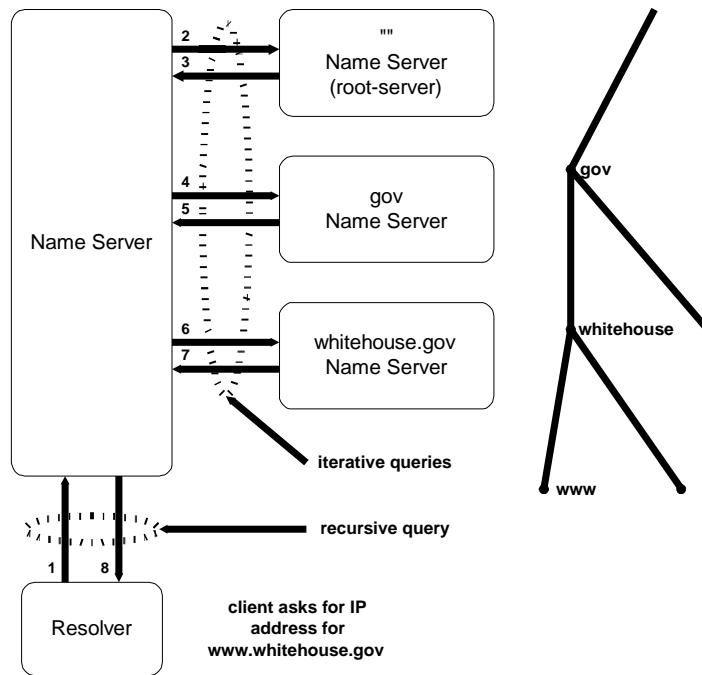 2
3
""
Name Server
(root-server)
4
5
gov
Name Server
gov
Name Server
6
7
whitehouse.gov
Name Server
whitehouse
iterative queries
www
recursive query
1
8
Resolver
client asks for IP
address for
www.whitehouse.gov